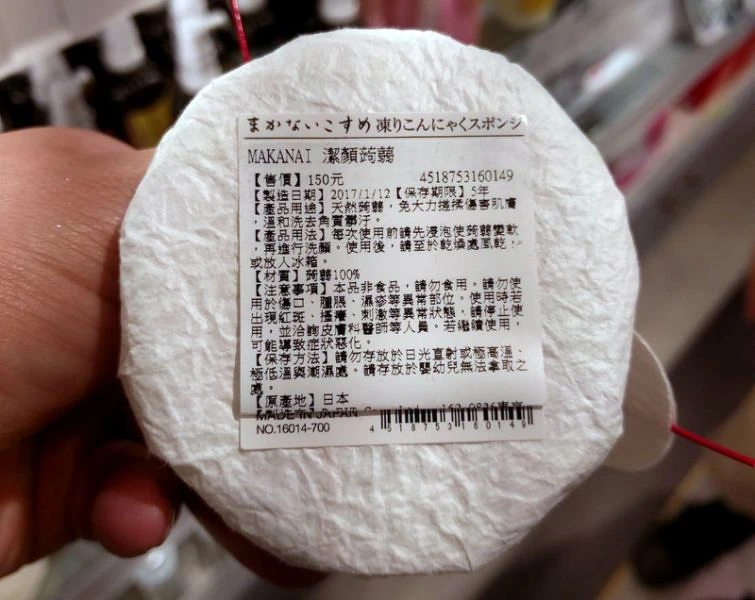 まかないこすめ 凍りこんにゃくスポンジ
MAKANAI 潔顏蒟蒻
【售價】150元 4518753160149
【製造日期】2017/1/12【保存期限】5年
【產品用途】天然蒟蒻，免大力搓揉傷害肌膚
，溫和洗去角質髒汙。
【產品用法】每次使用前請先浸泡使蒟蒻變軟
，再進行洗顏。使用後，請至於乾燥處風乾
或放入冰箱。
【材質】蒟蒻100%
【注意事項】本品非食品，請勿食用。請勿使
用於傷口、腫脹、濕疹等異常部位。使用時若
出現紅斑、搔癢、刺激等異常狀態，請停止使
用，並洽詢皮膚科醫師等人員。若繼續使用，
可能導致症狀惡化。
【保存方法】請勿存放於日光直射或極高溫、
極低溫與潮濕處。請存放於嬰幼兒無法拿取之
處。
【原產地】日本
MADE IN JAPAN
NO.16014-700 4 518753 160149